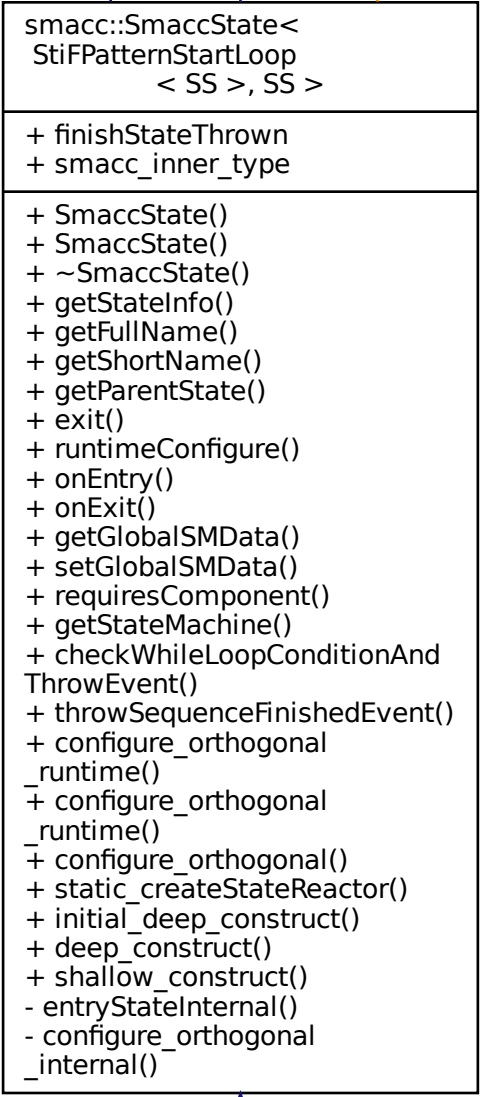 smacc::SmaccState<
StiFPatternStartLoop
< SS >, SS >
+ finishStateThrown
+ smacc_inner_type
+ SmaccState()
+ SmaccState()
+ ~SmaccState()
+ getStateInfo()
+ getFullName()
+ getShortName()
+ getParentState()
+ exit()
+ runtimeConfigure()
+ onEntry()
+ onExit()
+ getGlobalSMData()
+ setGlobalSMData()
+ requiresComponent()
+ getStateMachine()
+ checkWhileLoopConditionAnd
ThrowEvent()
+ throwSequenceFinishedEvent()
+ configure_orthogonal
_runtime()
+ configure_orthogonal
_runtime()
+ configure_orthogonal()
+ static_createStateReactor()
+ initial_deep_construct()
+ deep_construct()
+ shallow_construct()
- entryStateInternal()
- configure_orthogonal
_internal()